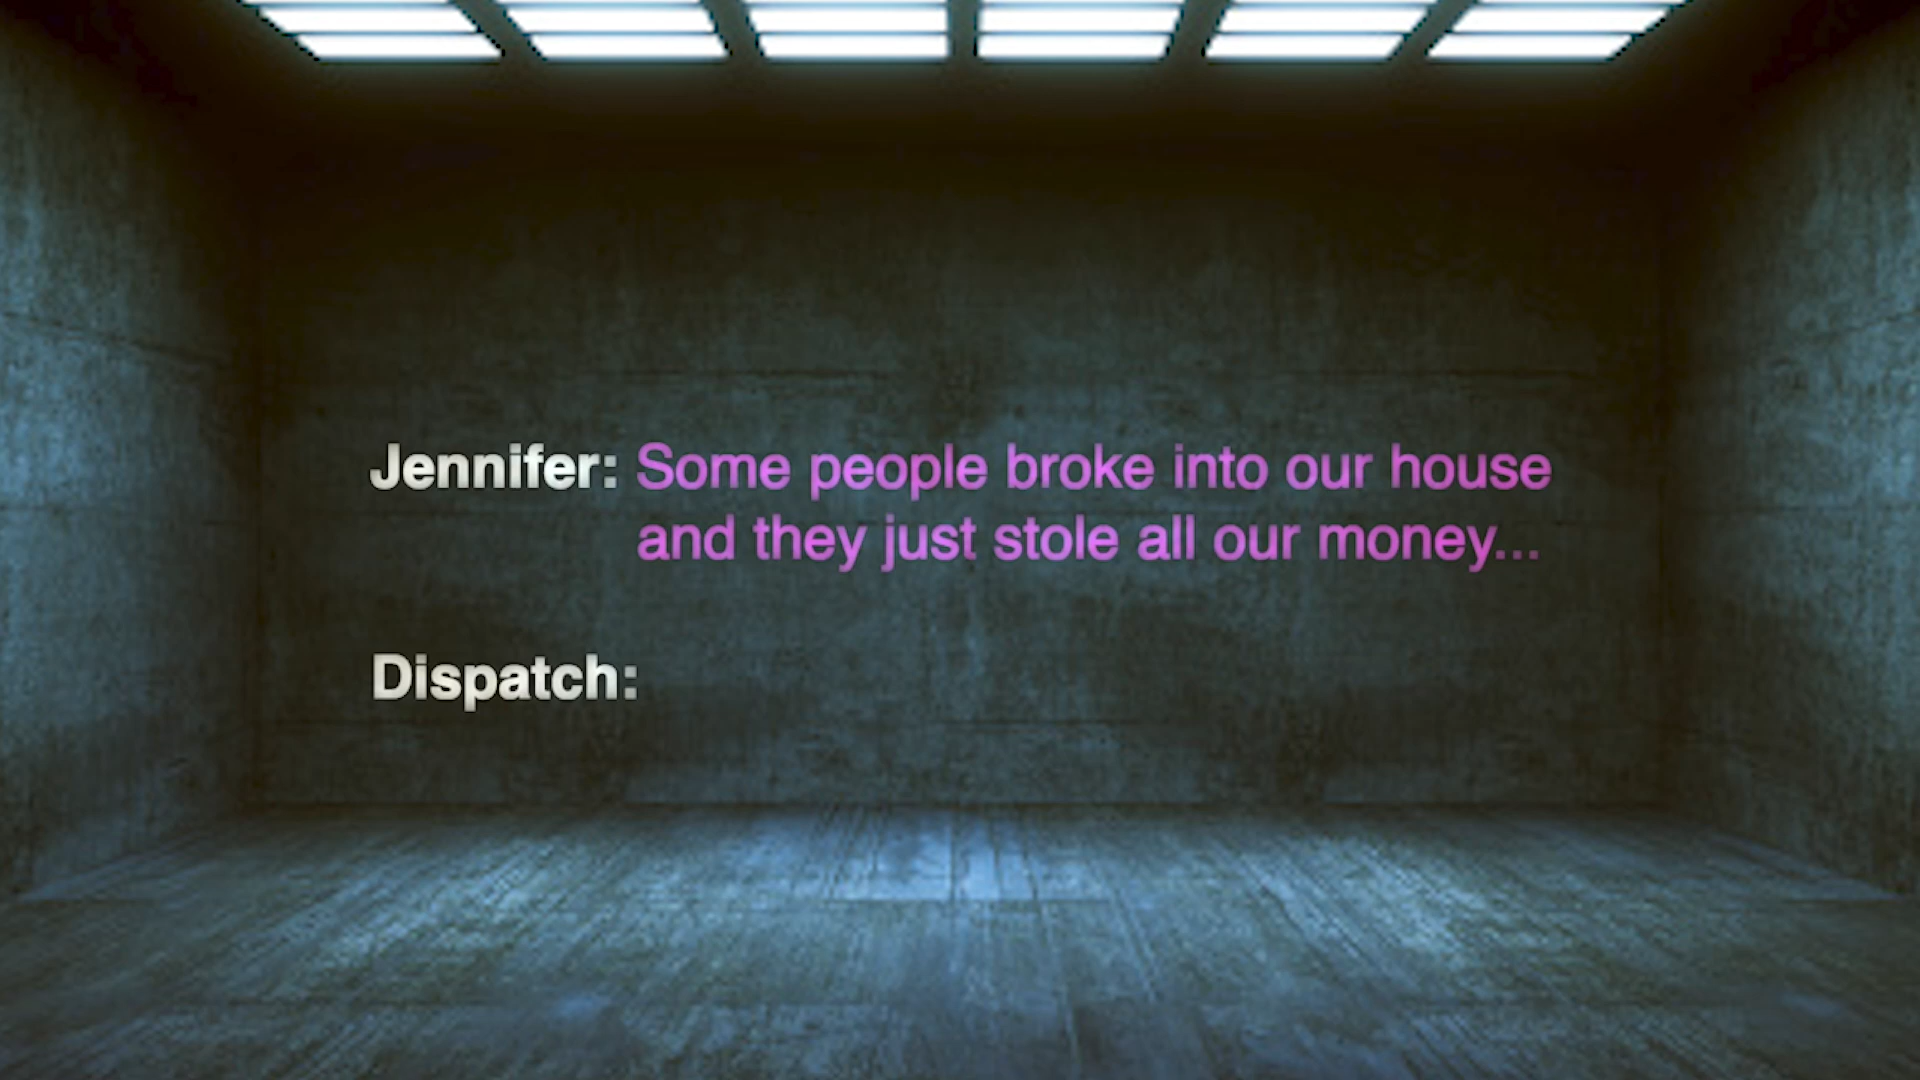 Jennifer: Some people broke into our house
and they just stole all our money...
Dispatch: